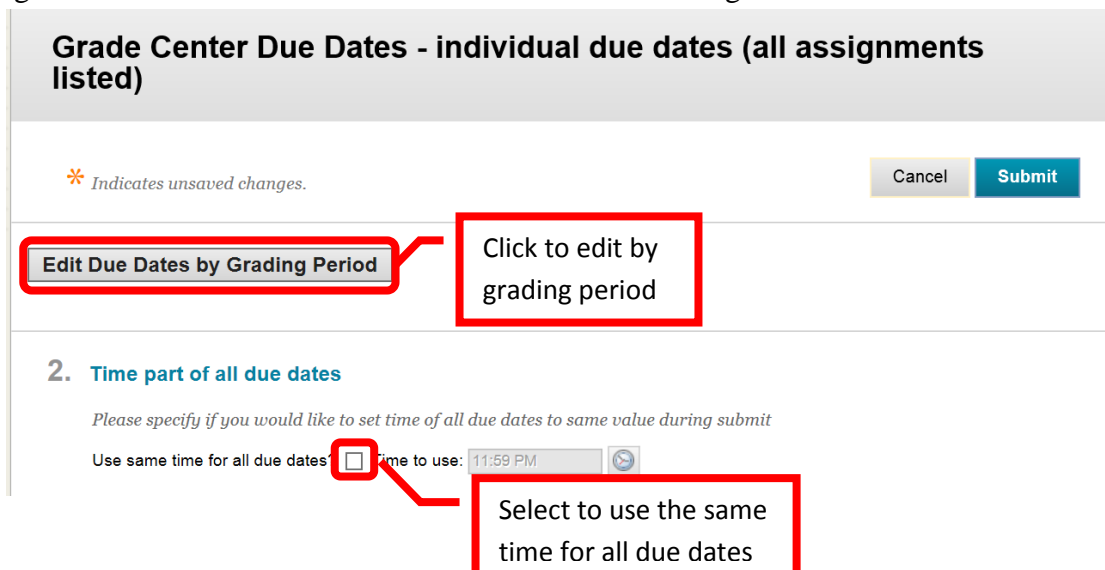 Grade Center Due Dates - individual due dates (all assignments
listed)
* Indicates unsaved changes.
Cancel Submit
Edit Due Dates by Grading Period
Click to edit by
grading period
2. Time part of all due dates
Please specify if you would like to set time of all due dates to same value during submit
Use same time for all due dates? Time to use: 11:59 PM
Select to use the same
time for all due dates